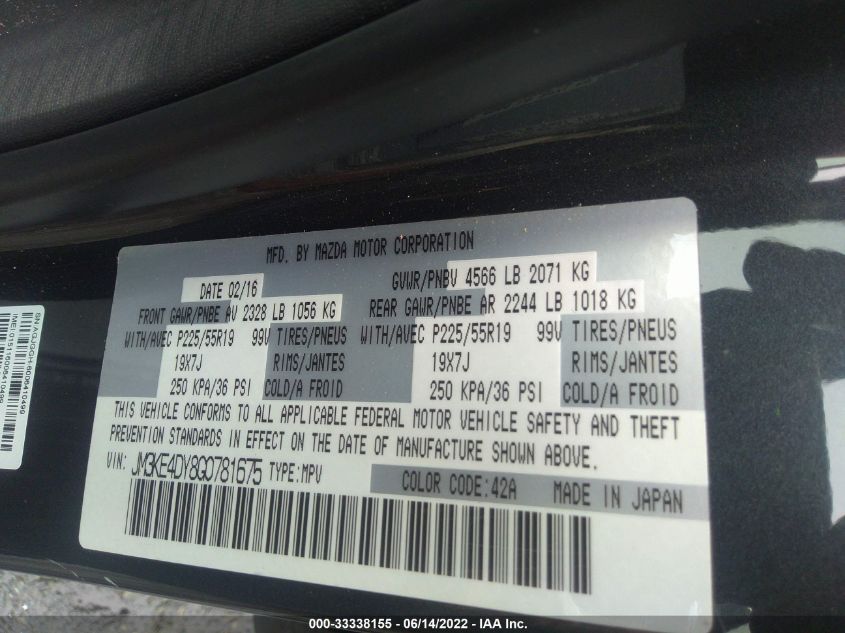 MFD. BY MAZDA MOTOR CORPORATION
DATE 02/16 GVWR/PNBV 4566 LB 2071 KG
FRONT GAWR/PNBE AV 2328 LB 1056 KG REAR GAWR/PNBE AR 2244 LB 1018 KG
WITH/AVEC P225/55R19 99V TIRES/PNEUS WITH/AVEC P225/55R19 99V TIRES/PNEUS
19X7J RIMS/JANTES 19X7J RIMS/JANTES
250 KPA/36 PSI COLD/A FROID 250 KPA/36 PSI COLD/A FROID
THIS VEHICLE CONFORMS TO ALL APPLICABLE FEDERAL MOTOR VEHICLE SAFETY AND THEFT
PREVENTION STANDARDS IN EFFECT ON THE DATE OF MANUFACTURE SHOWN ABOVE.
VIN: JM3KE4DY8G0781675 TYPE:MPV
COLOR CODE:42A MADE IN JAPAN
000-33338155 - 06/14/2022 - IAA Inc.